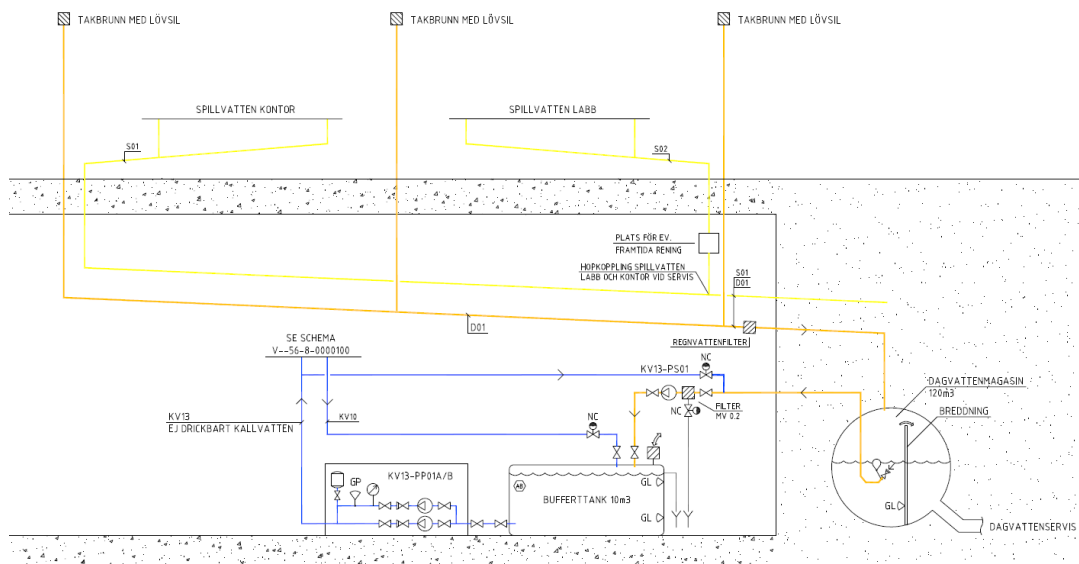 TAKBRUNN MED LÖVSIL
TAKBRUNN MED LÖVSIL
TAKBRUNN MED LÖVSIL
SPILLVATTEN KONTOR
SPILLVATTEN LABB
S01
S02
PLATS FÖR EV.
FRAMTIDA RENING
HOPKOPPLING SPILLVATTEN
LABB OCH KONTOR VID SERVIS
S01
D01
D01
REGNVATTENFILTER
SE SCHEMA
V--56-8-0000100
KV13-PS01
NC
DAGVATTENMAGASIN
120m3
BREDDNING
KV13
EJ DRICKBART KALLVATTEN
KV10
NC
NC
FILTER
MV 0.2
KV13-PP01A/B
GP
AB
BUFFERTTANK 10m3
GL
GL
GL
DAGVATTENSERVIS